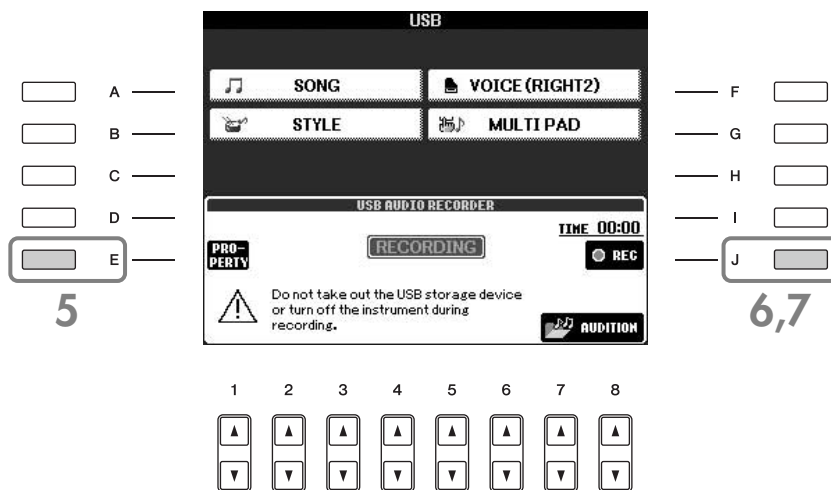 USB
A
SONG
VOICE (RIGHT2)
F
B
STYLE
MULTI PAD
G
C
H
D
USB AUDIO RECORDER
I
TIME 00:00
E
PRO-
PERTY
RECORDING
REC
J
5
Do not take out the USB storage device
or turn off the instrument during
recording.
AUDITION
6,7
1 2 3 4 5 6 7 8